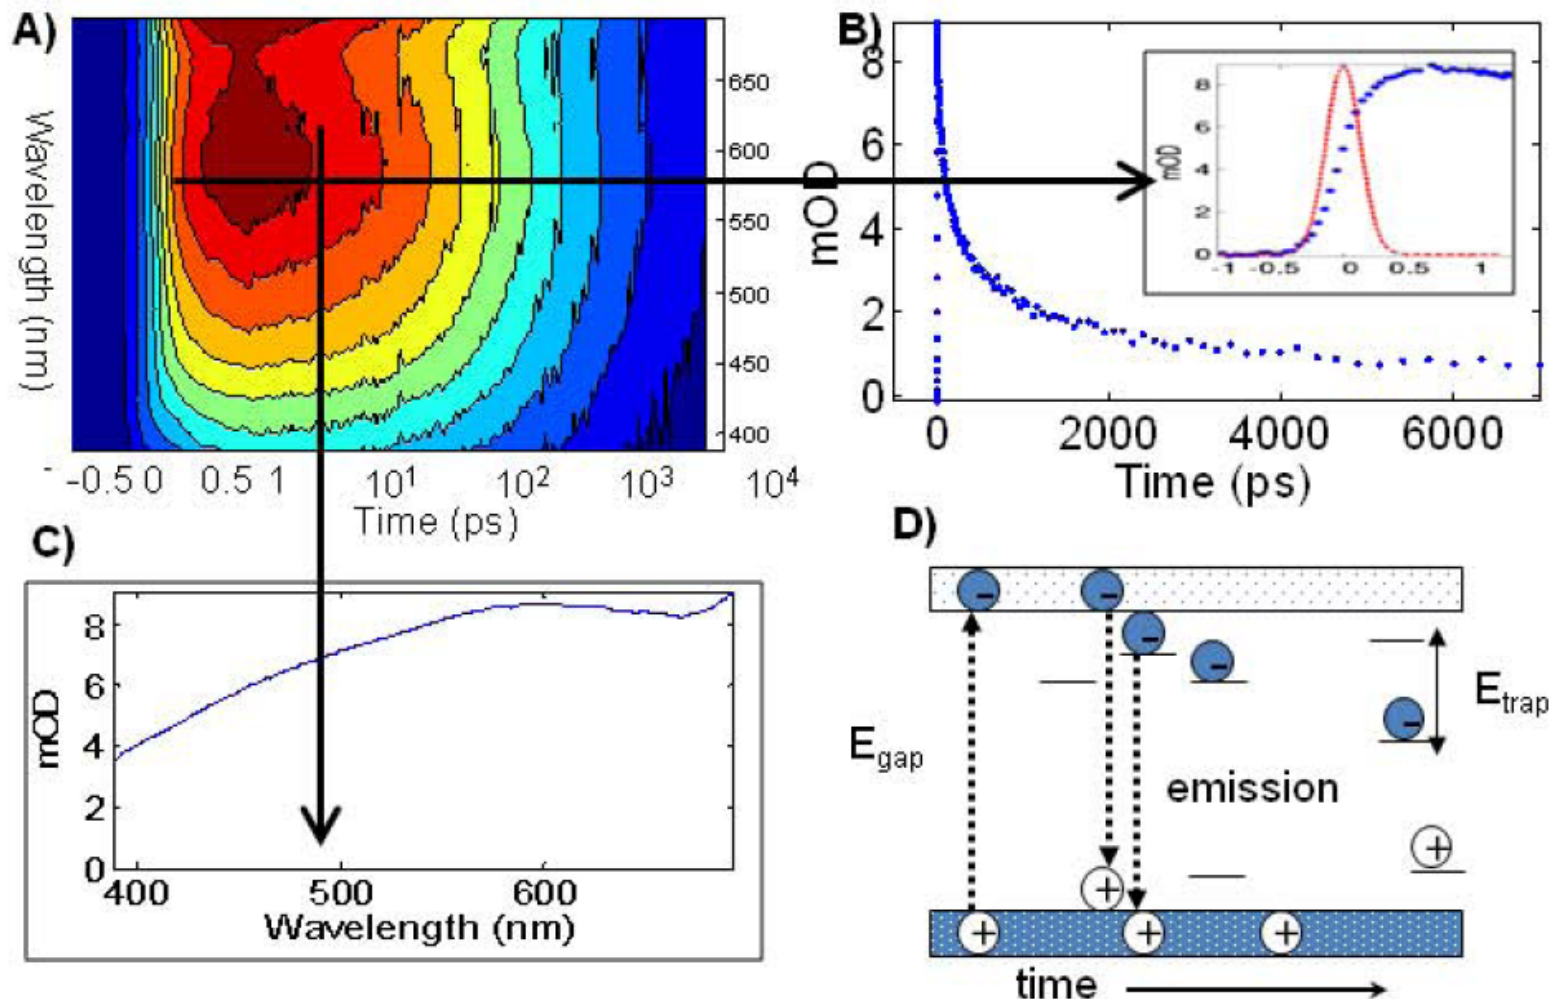 A)
Wavelength (nm)
650
600
550
500
450
400
- -0.5 0 0.5 1 10¹ 10² 10³ 10⁴
Time (ps)
B)
mOD
8
6
4
2
0
0 2000 4000 6000
Time (ps)
mOD
8
6
4
2
0
-1 -0.5 0 0.5 1
C)
mOD
8
6
4
2
0
400 500 600
Wavelength (nm)
D)
- - - - -
E_gap
E_trap
emission
+ +
+ + +
time